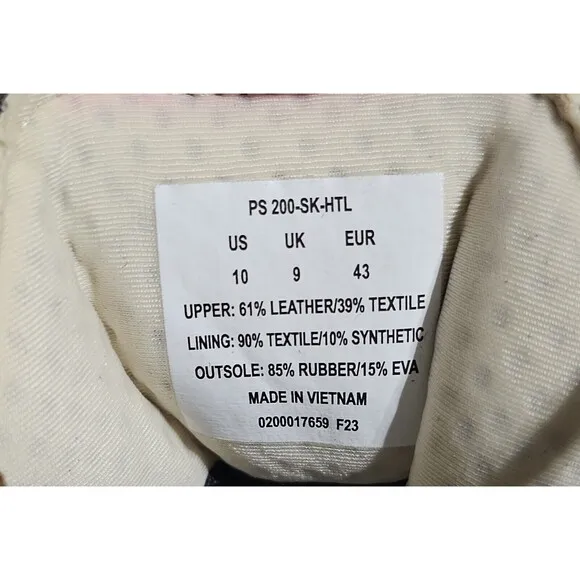 PS 200-SK-HTL
US UK EUR
10 9 43
UPPER: 61% LEATHER/39% TEXTILE
LINING: 90% TEXTILE/10% SYNTHETIC
OUTSOLE: 85% RUBBER/15% EVA
MADE IN VIETNAM
0200017659 F23